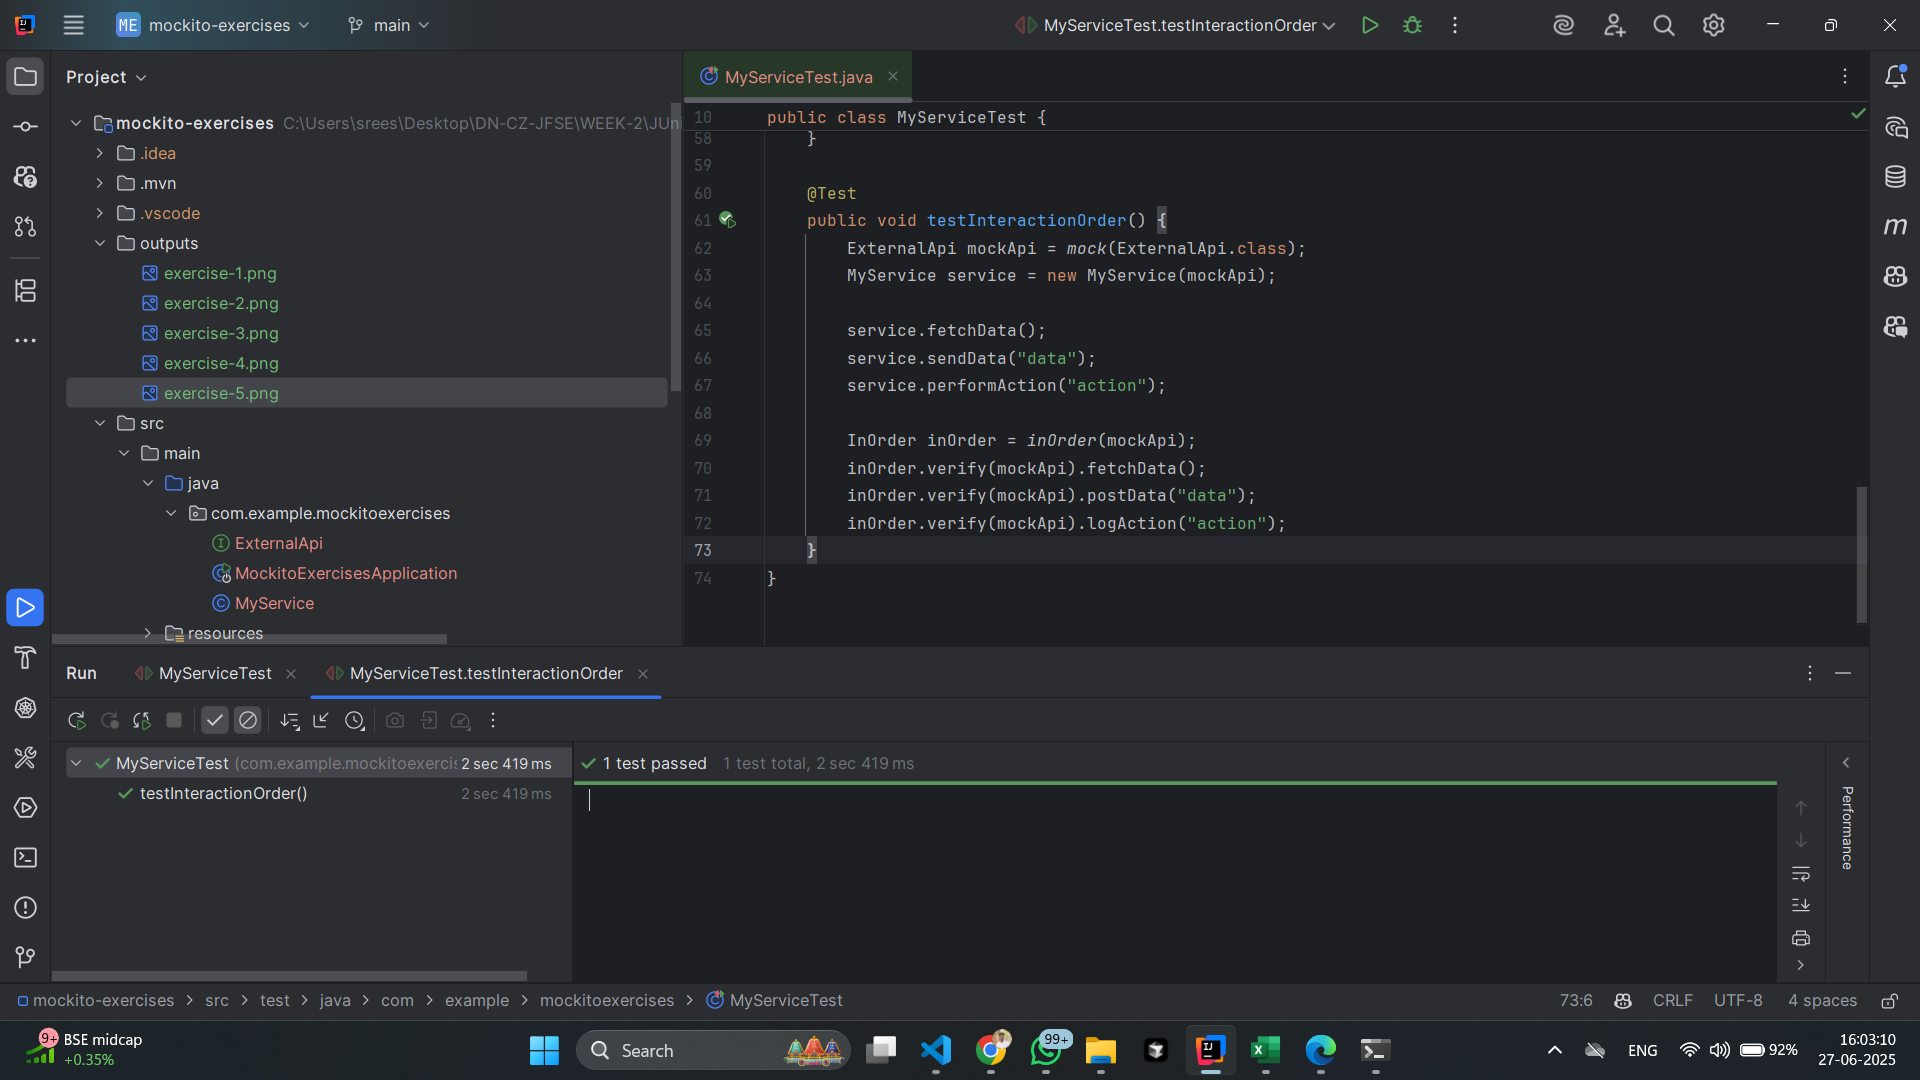 ME mockito-exercises
main
MyServiceTest.testInteractionOrder
Project
mockito-exercises C:\Users\srees\Desktop\DN-CZ-JFSE\WEEK-2\JUni
.idea
.mvn
.vscode
outputs
exercise-1.png
exercise-2.png
exercise-3.png
exercise-4.png
exercise-5.png
src
main
java
com.example.mockitoexercises
ExternalApi
MockitoExercisesApplication
MyService
resources
MyServiceTest.java
10 public class MyServiceTest {
58 }
59
60 @Test
61 public void testInteractionOrder() {
62 ExternalApi mockApi = mock(ExternalApi.class);
63 MyService service = new MyService(mockApi);
64
65 service.fetchData();
66 service.sendData("data");
67 service.performAction("action");
68
69 InOrder inOrder = inOrder(mockApi);
70 inOrder.verify(mockApi).fetchData();
71 inOrder.verify(mockApi).postData("data");
72 inOrder.verify(mockApi).logAction("action");
73 }
74 }
Run MyServiceTest MyServiceTest.testInteractionOrder
MyServiceTest (com.example.mockitoexercis 2 sec 419 ms
testInteractionOrder() 2 sec 419 ms
1 test passed 1 test total, 2 sec 419 ms
Performance
mockito-exercises > src > test > java > com > example > mockitoexercises > MyServiceTest
73:6 CRLF UTF-8 4 spaces
9+ BSE midcap
+0.35%
Search
99+
ENG
92%
16:03:10
27-06-2025